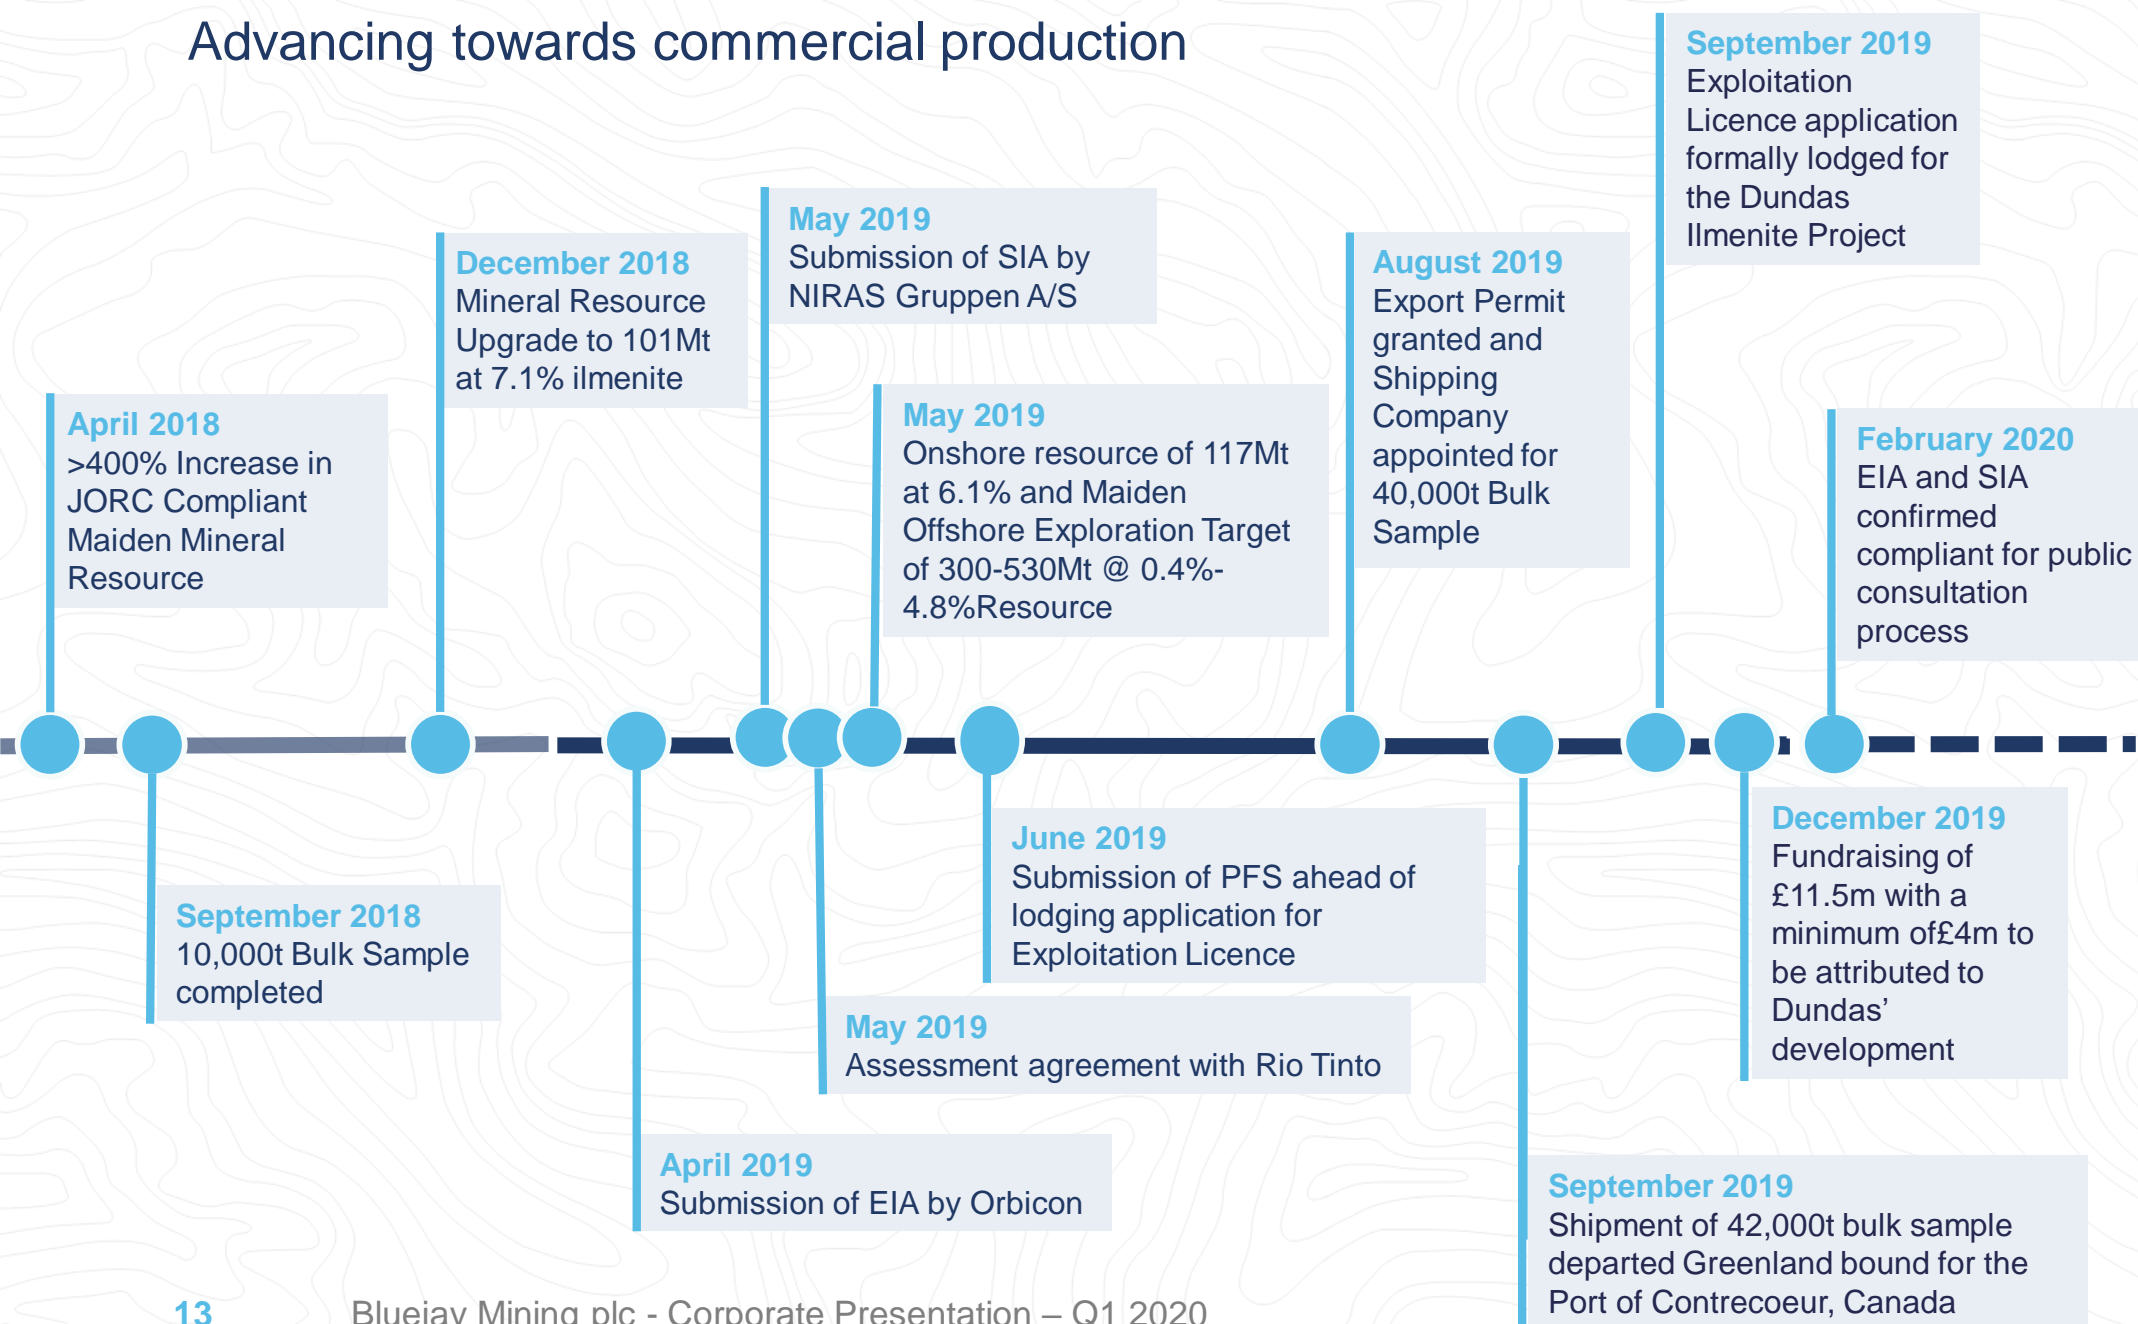 Advancing towards commercial production
September 2019
Exploitation
Licence application
formally lodged for
the Dundas
Ilmenite Project
May 2019
Submission of SIA by
NIRAS Gruppen A/S
December 2018
Mineral Resource
Upgrade to 101Mt
at 7.1% ilmenite
August 2019
Export Permit
granted and
Shipping
Company
appointed for
40,000t Bulk
Sample
April 2018
>400% Increase in
JORC Compliant
Maiden Mineral
Resource
May 2019
Onshore resource of 117Mt
at 6.1% and Maiden
Offshore Exploration Target
of 300-530Mt @ 0.4%-
4.8%Resource
February 2020
EIA and SIA
confirmed
compliant for public
consultation
process
September 2018
10,000t Bulk Sample
completed
June 2019
Submission of PFS ahead of
lodging application for
Exploitation Licence
December 2019
Fundraising of
£11.5m with a
minimum of£4m to
be attributed to
Dundas’
development
May 2019
Assessment agreement with Rio Tinto
April 2019
Submission of EIA by Orbicon
September 2019
Shipment of 42,000t bulk sample
departed Greenland bound for the
Port of Contrecoeur, Canada
13 Bluejay Mining plc - Corporate Presentation – Q1 2020